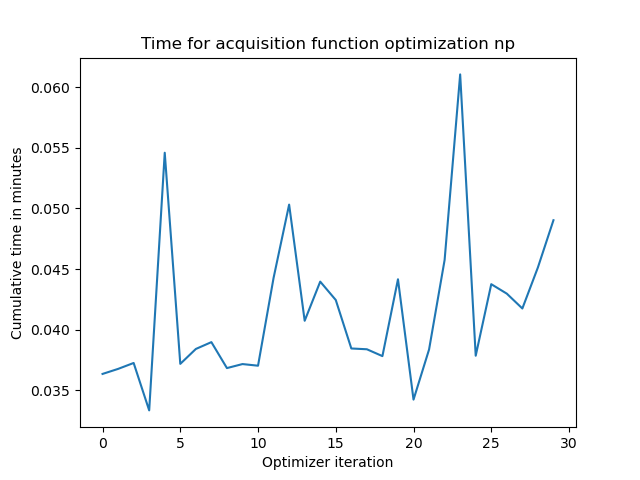 Time for acquisition function optimization np
0.060
0.055
0.050
0.045
0.040
0.035
Cumulative time in minutes
0 5 10 15 20 25 30
Optimizer iteration